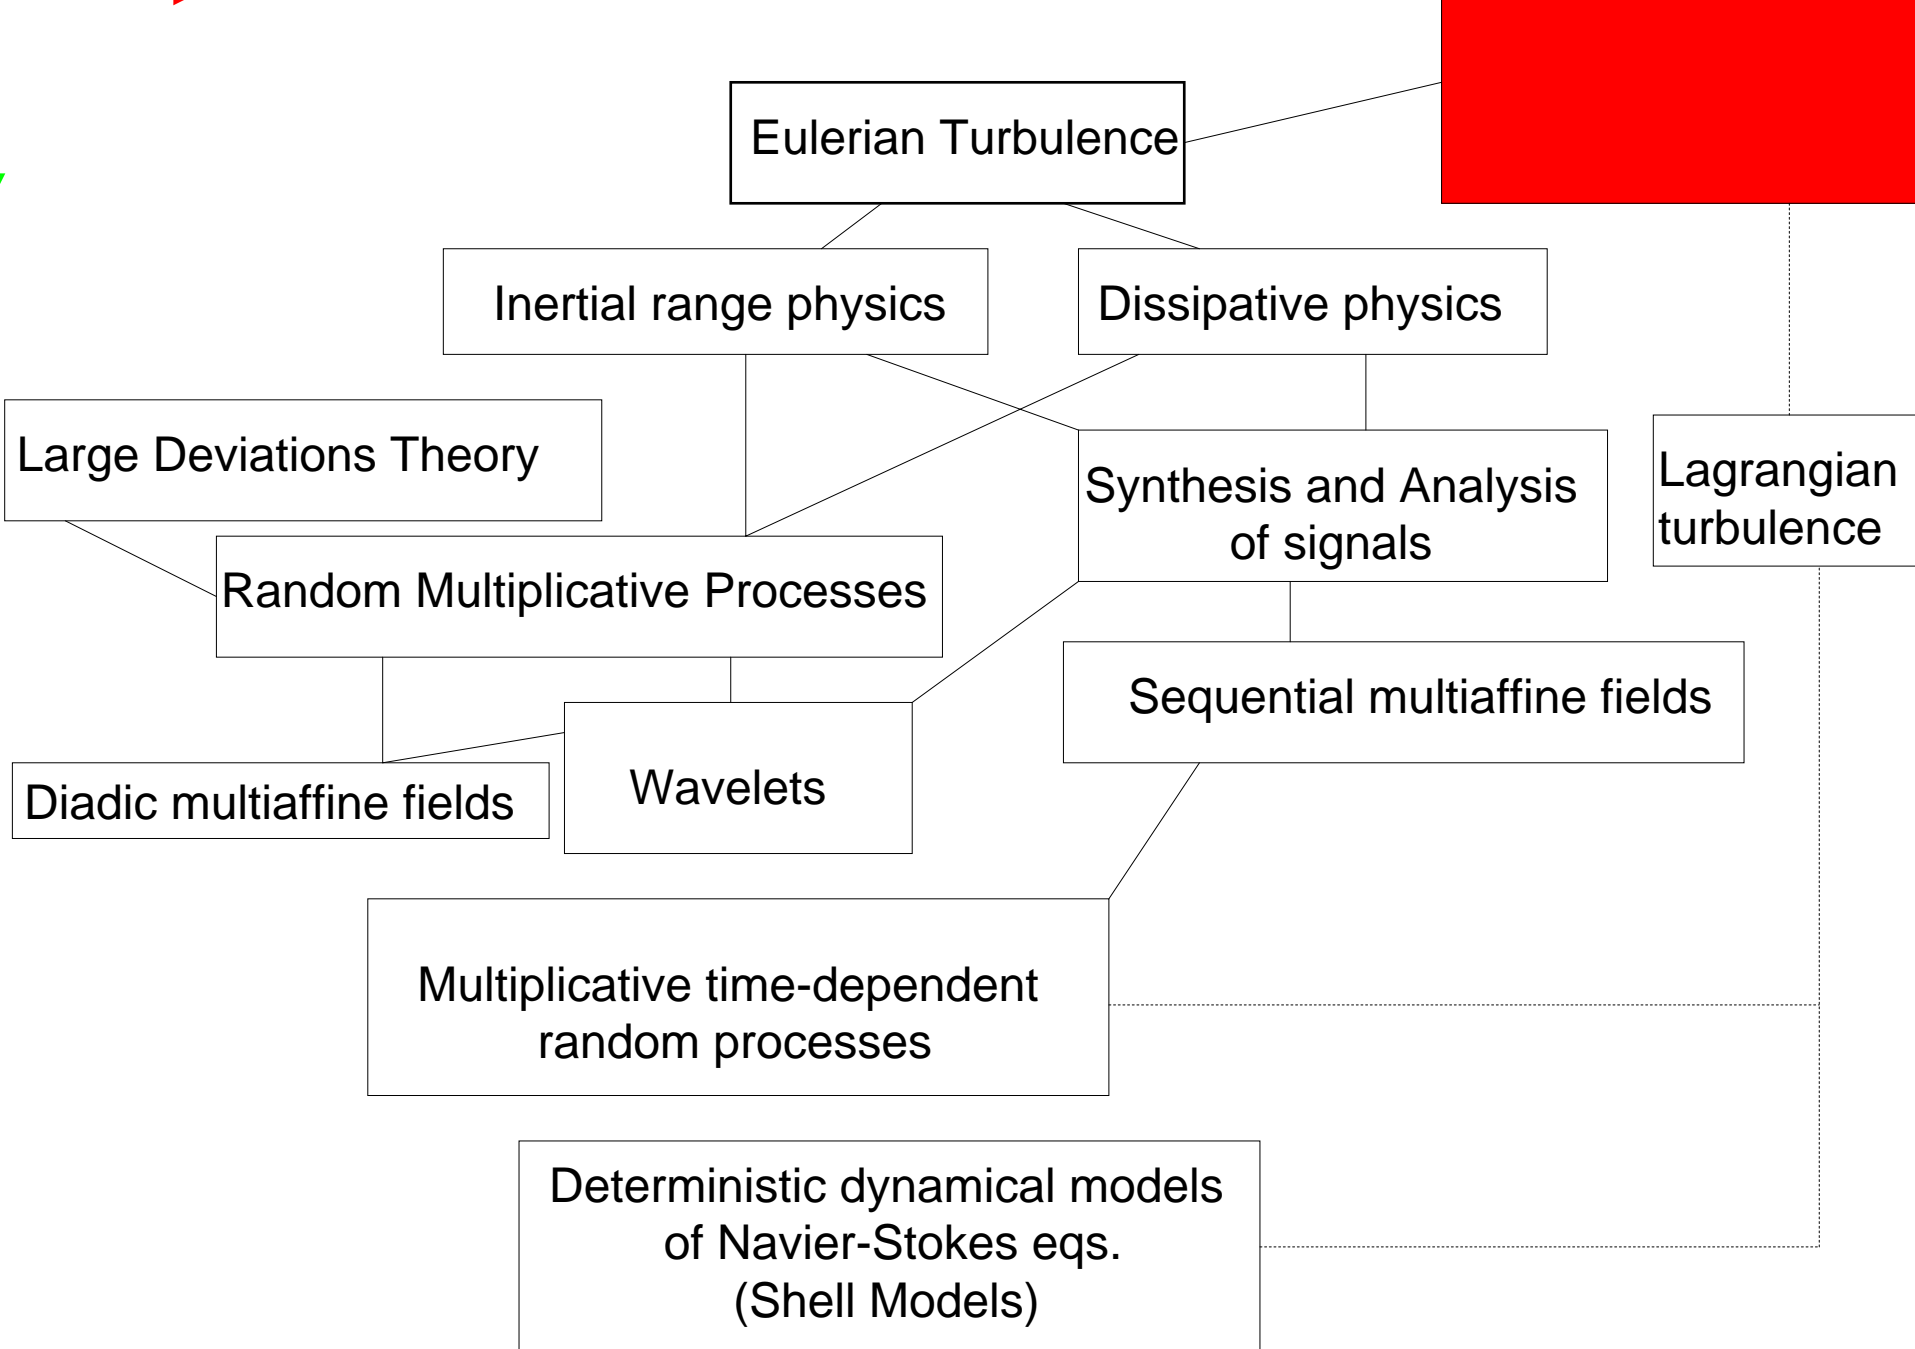 Eulerian Turbulence
Inertial range physics
Dissipative physics
Large Deviations Theory
Synthesis and Analysis
of signals
Lagrangian
turbulence
Random Multiplicative Processes
Sequential multiaffine fields
Wavelets
Diadic multiaffine fields
Multiplicative time-dependent
random processes
Deterministic dynamical models
of Navier-Stokes eqs.
(Shell Models)